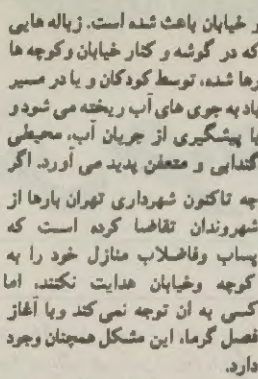 ر خیابان باعث شده است. زباله هایی
که در گوشه و کنار خیابان وکوچه ها
رها شده، توسط کودکان و یا در مسیر
باد به جوی های آب ریخته می شود و
با پیشگیری از جریان آب، محیطی
گندابی و متعفن پدید می آورد. اگر
چه تاکنون شهرداری تهران بارها از
شهروندان تقاضا کرده است که
پساب وفاضلاب منازل خود را به
کوچه وخیابان هدایت نکنند، اما
کسی به آن توجه نمی کند وبا آغاز
فصل گرما، این مشکل همچنان وجود
دارد.